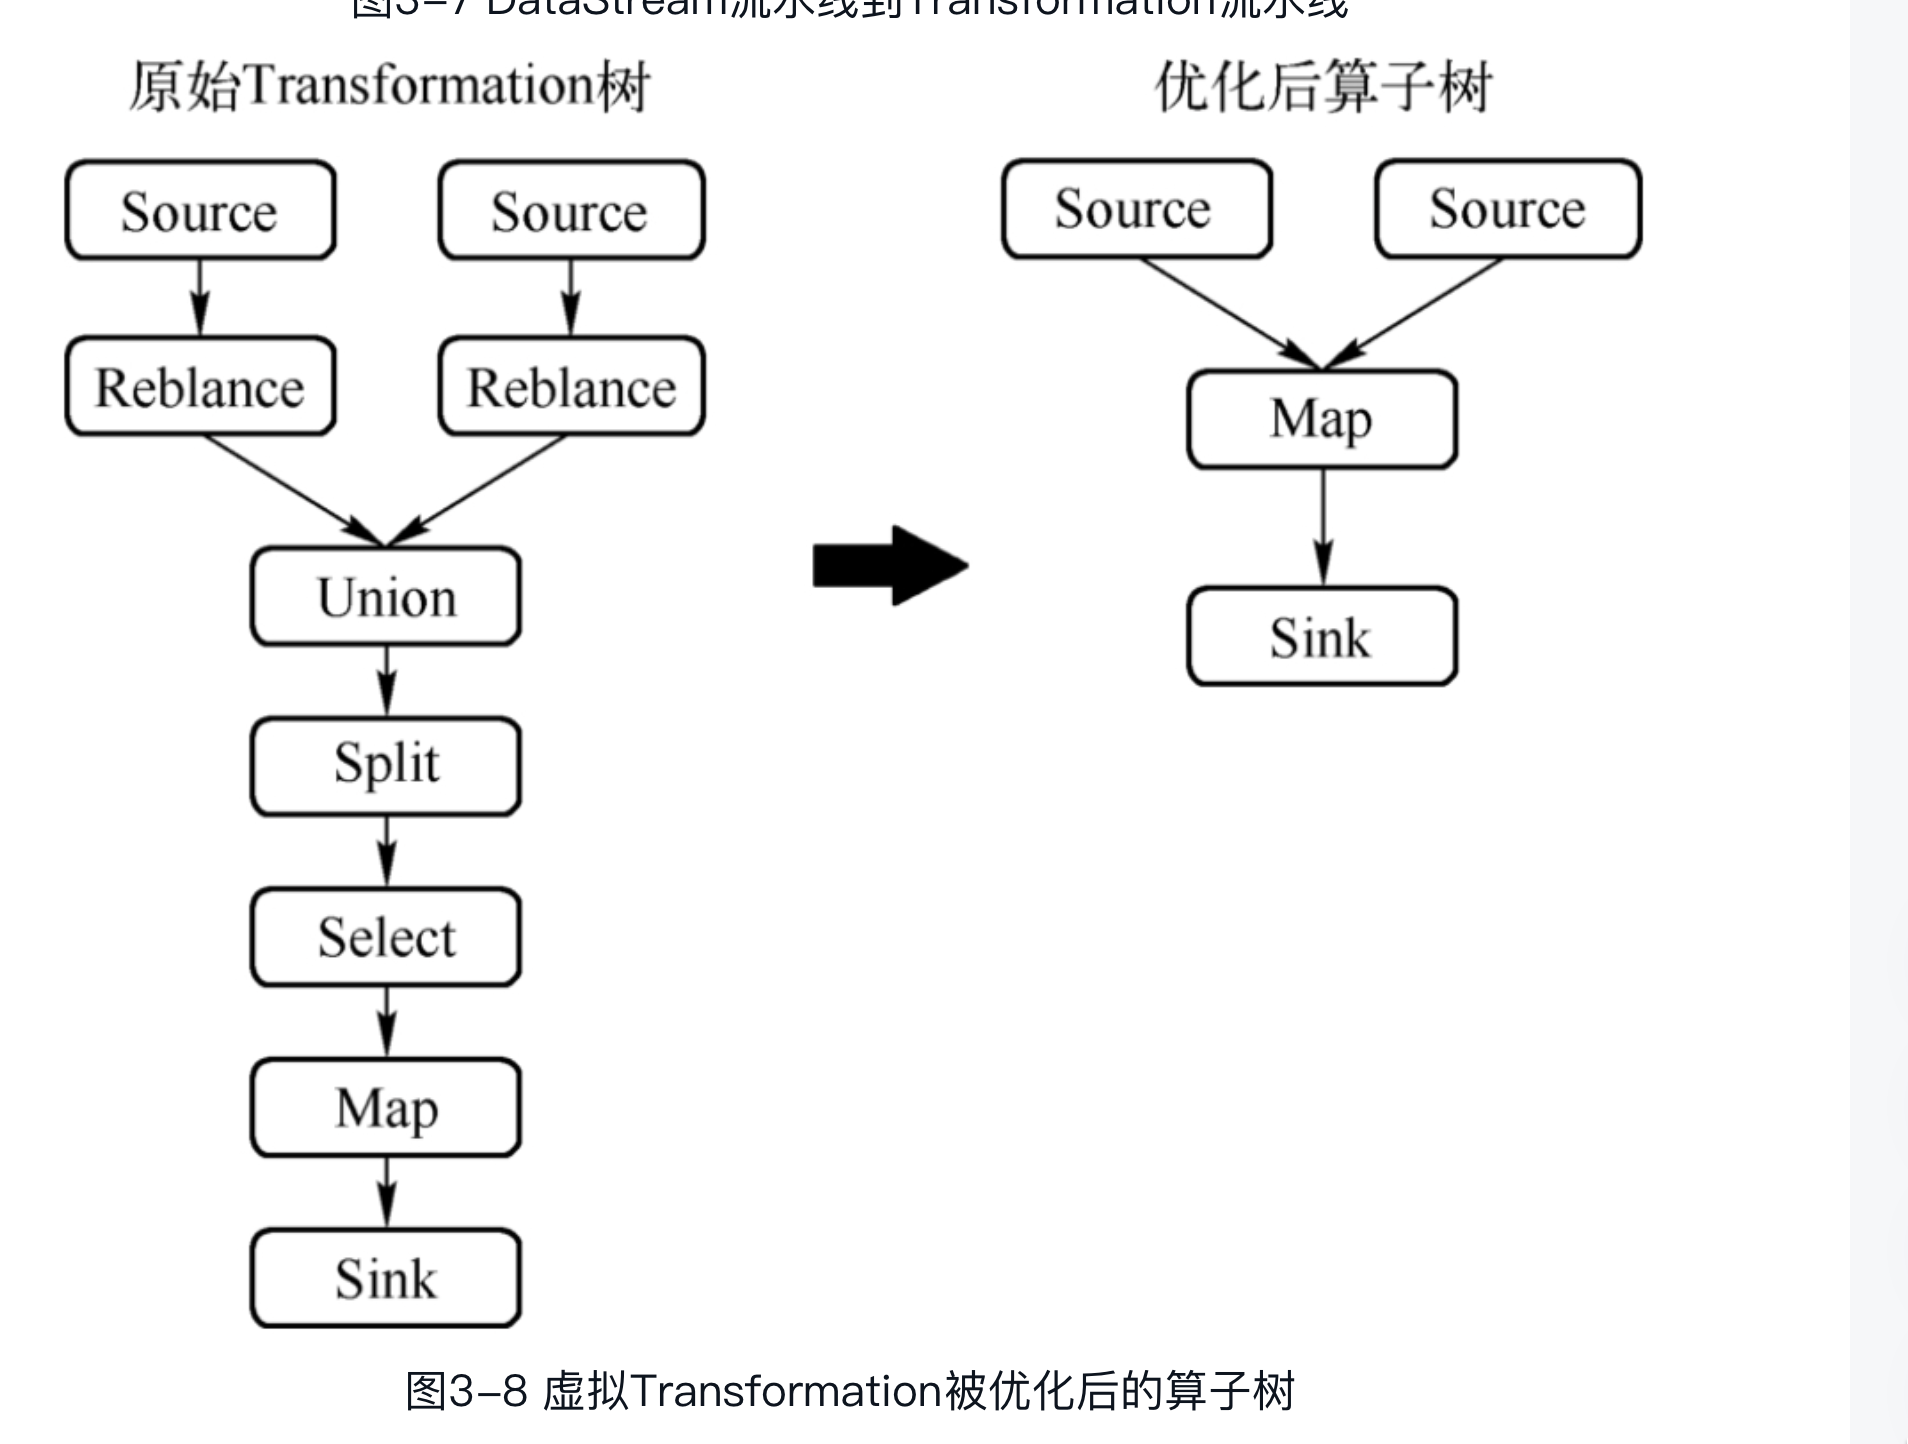 图3-7 DataStream流水线到Transformation流水线
原始Transformation树
优化后算子树
Source
Source
Source
Source
Reblance
Reblance
Map
Union
Sink
Split
Select
Map
Sink
图3-8 虚拟Transformation被优化后的算子树